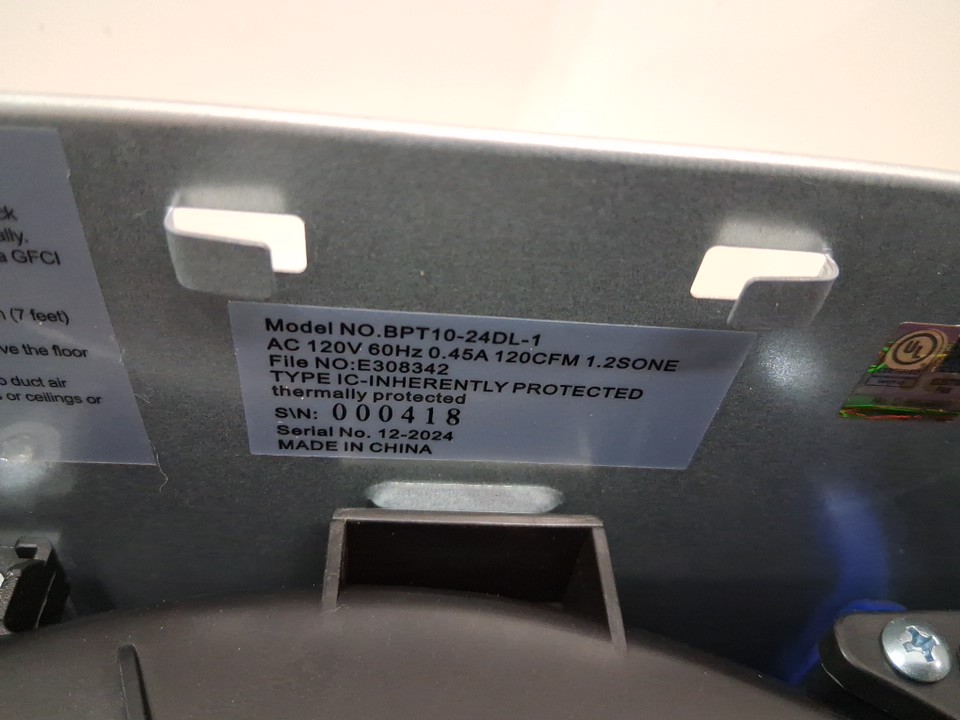 ck
ally.
a GFCI
(7 feet)
ve the floor
duct air
s or ceilings or
Model NO.BPT10-24DL-1
AC 120V 60Hz 0.45A 120CFM 1.2SONE
File NO:E308342
TYPE IC-INHERENTLY PROTECTED
thermally protected
S\N: 000418
Serial No. 12-2024
MADE IN CHINA
UL